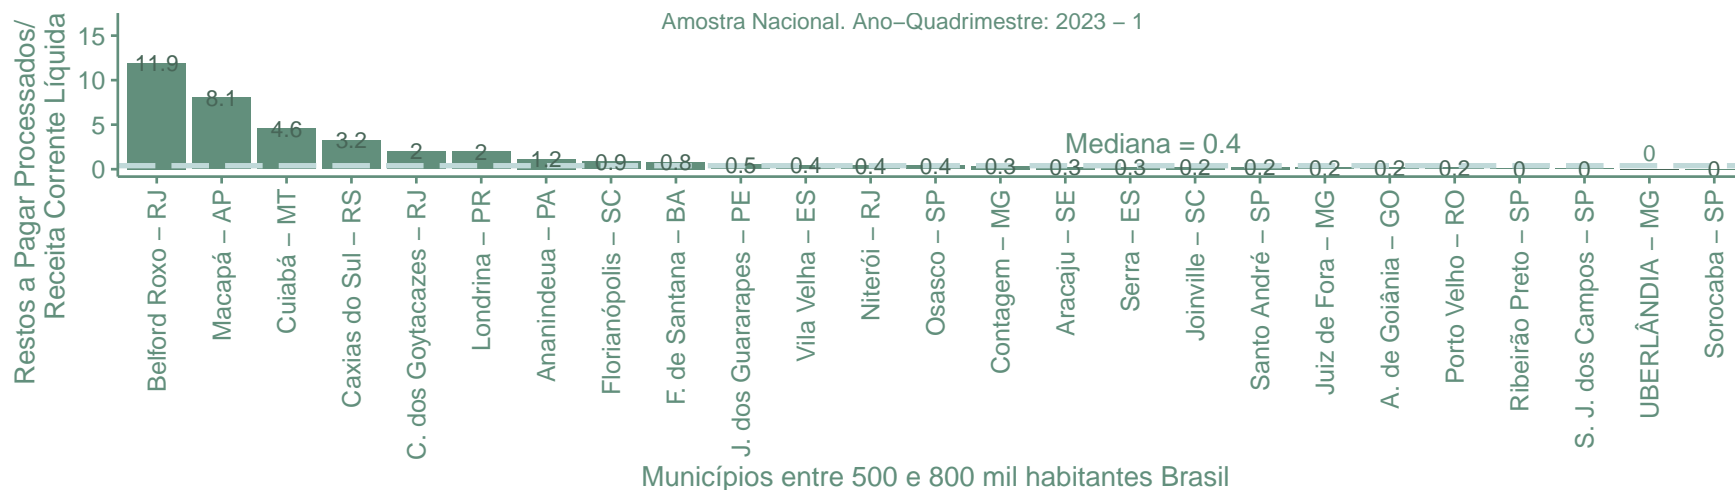 Amostra Nacional. Ano−Quadrimestre: 2023 − 1
Restos a Pagar Processados/
Receita Corrente Líquida
15
10
5
0
11.9
8.1
4.6
3.2
2
2
1.2
0.9
0.8
0.5
0.4
0.4
0.4
0.3
0.3
0.3
0.2
0.2
0.2
0.2
0.2
0
0
0
0
Mediana = 0.4
Belford Roxo − RJ
Macapá − AP
Cuiabá − MT
Caxias do Sul − RS
C. dos Goytacazes − RJ
Londrina − PR
Ananindeua − PA
Florianópolis − SC
F. de Santana − BA
J. dos Guararapes − PE
Vila Velha − ES
Niterói − RJ
Osasco − SP
Contagem − MG
Aracaju − SE
Serra − ES
Joinville − SC
Santo André − SP
Juiz de Fora − MG
A. de Goiânia − GO
Porto Velho − RO
Ribeirão Preto − SP
S. J. dos Campos − SP
UBERLÂNDIA − MG
Sorocaba − SP
Municípios entre 500 e 800 mil habitantes Brasil